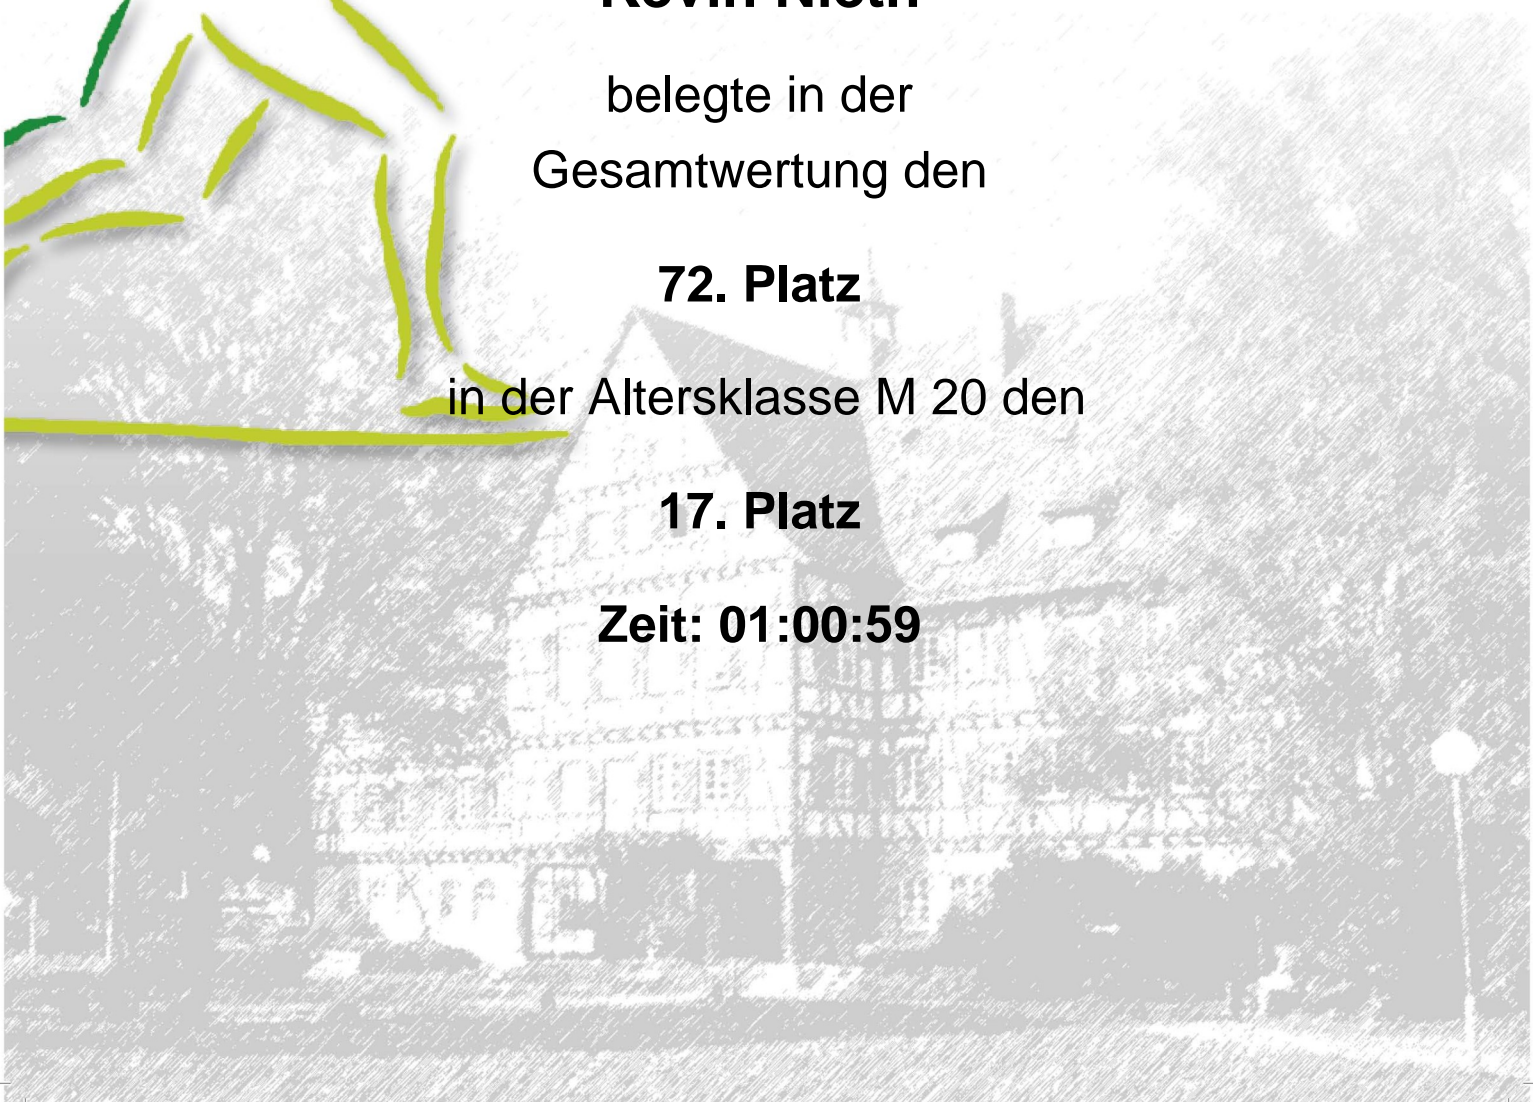 belegte in der
Gesamtwertung den
72. Platz
in der Altersklasse M 20 den
17. Platz
Zeit: 01:00:59